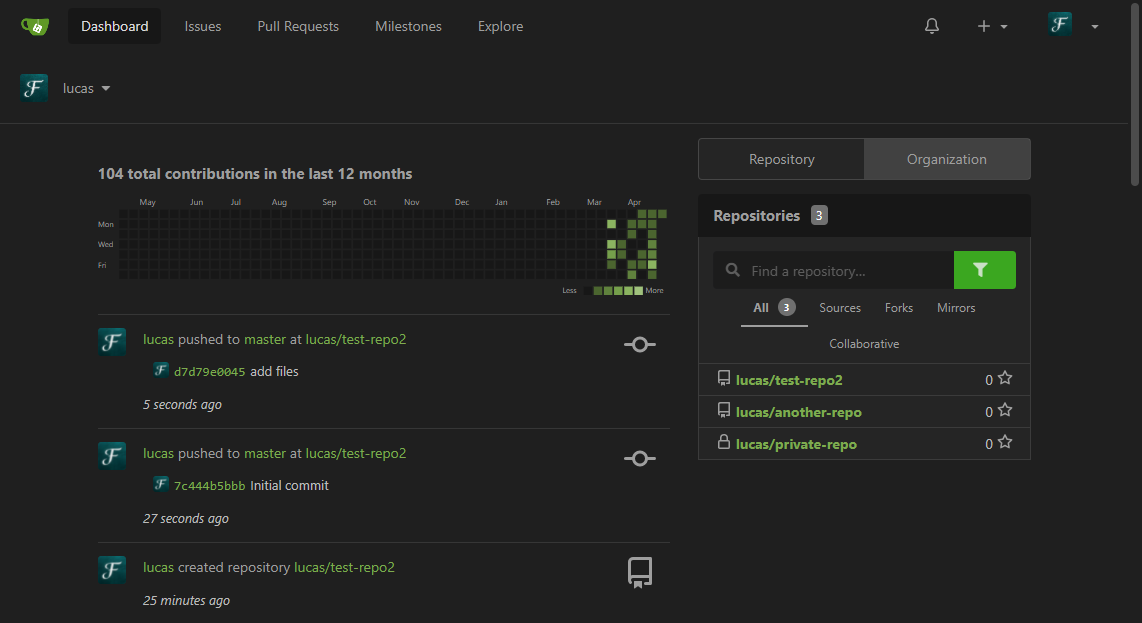 Dashboard Issues Pull Requests Milestones Explore
lucas
104 total contributions in the last 12 months
May Jun Jul Aug Sep Oct Nov Dec Jan Feb Mar Apr
Mon
Wed
Fri
Less More
lucas pushed to master at lucas/test-repo2
d7d79e0045 add files
5 seconds ago
lucas pushed to master at lucas/test-repo2
7c444b5bbb Initial commit
27 seconds ago
lucas created repository lucas/test-repo2
25 minutes ago
Repository Organization
Repositories 3
Find a repository...
All 3 Sources Forks Mirrors
Collaborative
lucas/test-repo2 0
lucas/another-repo 0
lucas/private-repo 0